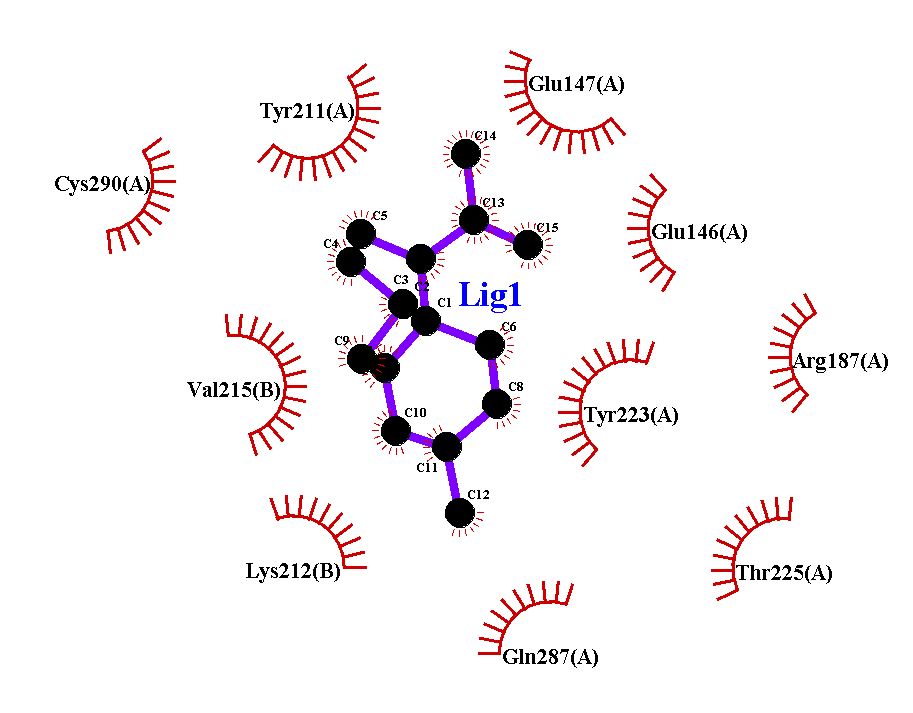 Glu147(A)
Tyr211(A)
C14
Cys290(A)
C13
C5
C15
Glu146(A)
C4
C3
C2
Lig1
C1
C6
C9
Arg187(A)
Val215(B)
C8
Tyr223(A)
C10
C11
C12
Lys212(B)
Thr225(A)
Gln287(A)